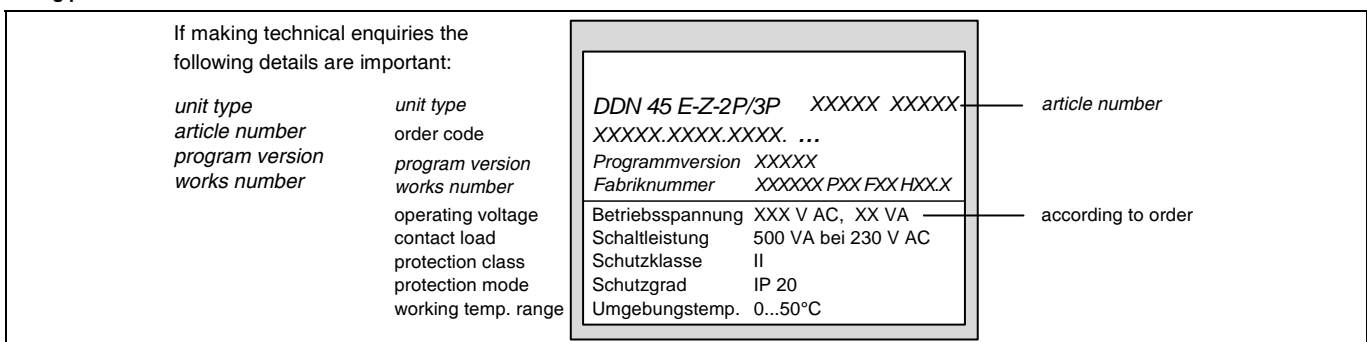 If making technical enquiries the
following details are important:
unit type
article number
program version
works number
unit type
order code
program version
works number
operating voltage
contact load
protection class
protection mode
working temp. range
DDN 45 E-Z-2P/3P XXXXX XXXXX
XXXXX.XXXX.XXXX. ...
Programmversion XXXXX
Fabriknummer XXXXXX PXX FXX HXX.X
Betriebsspannung XXX V AC, XX VA
Schaltleistung 500 VA bei 230 V AC
Schutzklasse II
Schutzgrad IP 20
Umgebungstemp. 0...50°C
article number
according to order